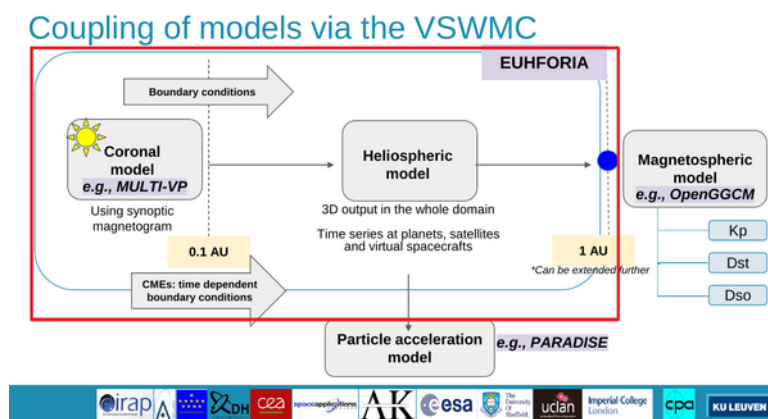 Coupling of models via the VSWMC
EUHFORIA
Boundary conditions
Coronal
model
e.g., MULTI-VP
Using synoptic
magnetogram
Heliospheric
model
3D output in the whole domain
Time series at planets, satellites
and virtual spacecrafts
Magnetospheric
model
e.g., OpenGGCM
Kp
Dst
Dso
0.1 AU
1 AU
*Can be extended further
CMEs: time dependent
boundary conditions
Particle acceleration
model
e.g., PARADISE
irap
DH
cea
spaceapplications
AK
esa
The
University
Of
Sheffield.
uclan
Imperial College
London
cpa
KU LEUVEN